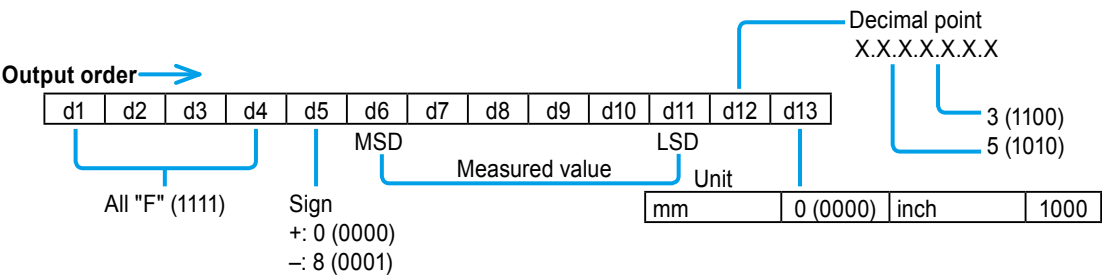 Decimal point
X.X.X.X.X.X.X
Output order
d1 d2 d3 d4 d5 d6 d7 d8 d9 d10 d11 d12 d13
3 (1100)
5 (1010)
MSD LSD
Measured value
Unit
mm 0 (0000) inch 1000
All "F" (1111)
Sign
+: 0 (0000)
–: 8 (0001)